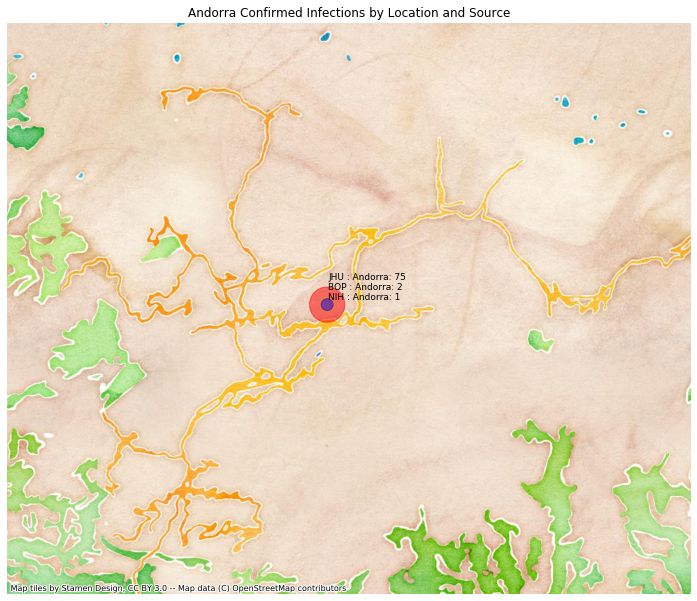 Andorra Confirmed Infections by Location and Source
JHU : Andorra: 75
BOP : Andorra: 2
NIH : Andorra: 1
Map tiles by Stamen Design, CC BY 3.0 -- Map data (C) OpenStreetMap contributors